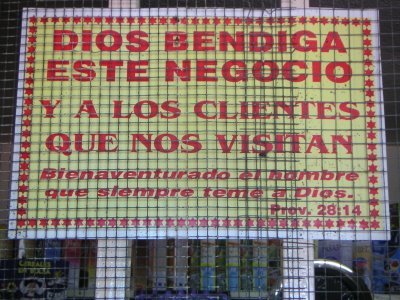 DIOS BENDIGA
ESTE NEGOCIO
Y A LOS CLIENTES
QUE NOS VISITAN
Bienaventurado el hombre
que siempre teme a Dios.
Prov. 28:14